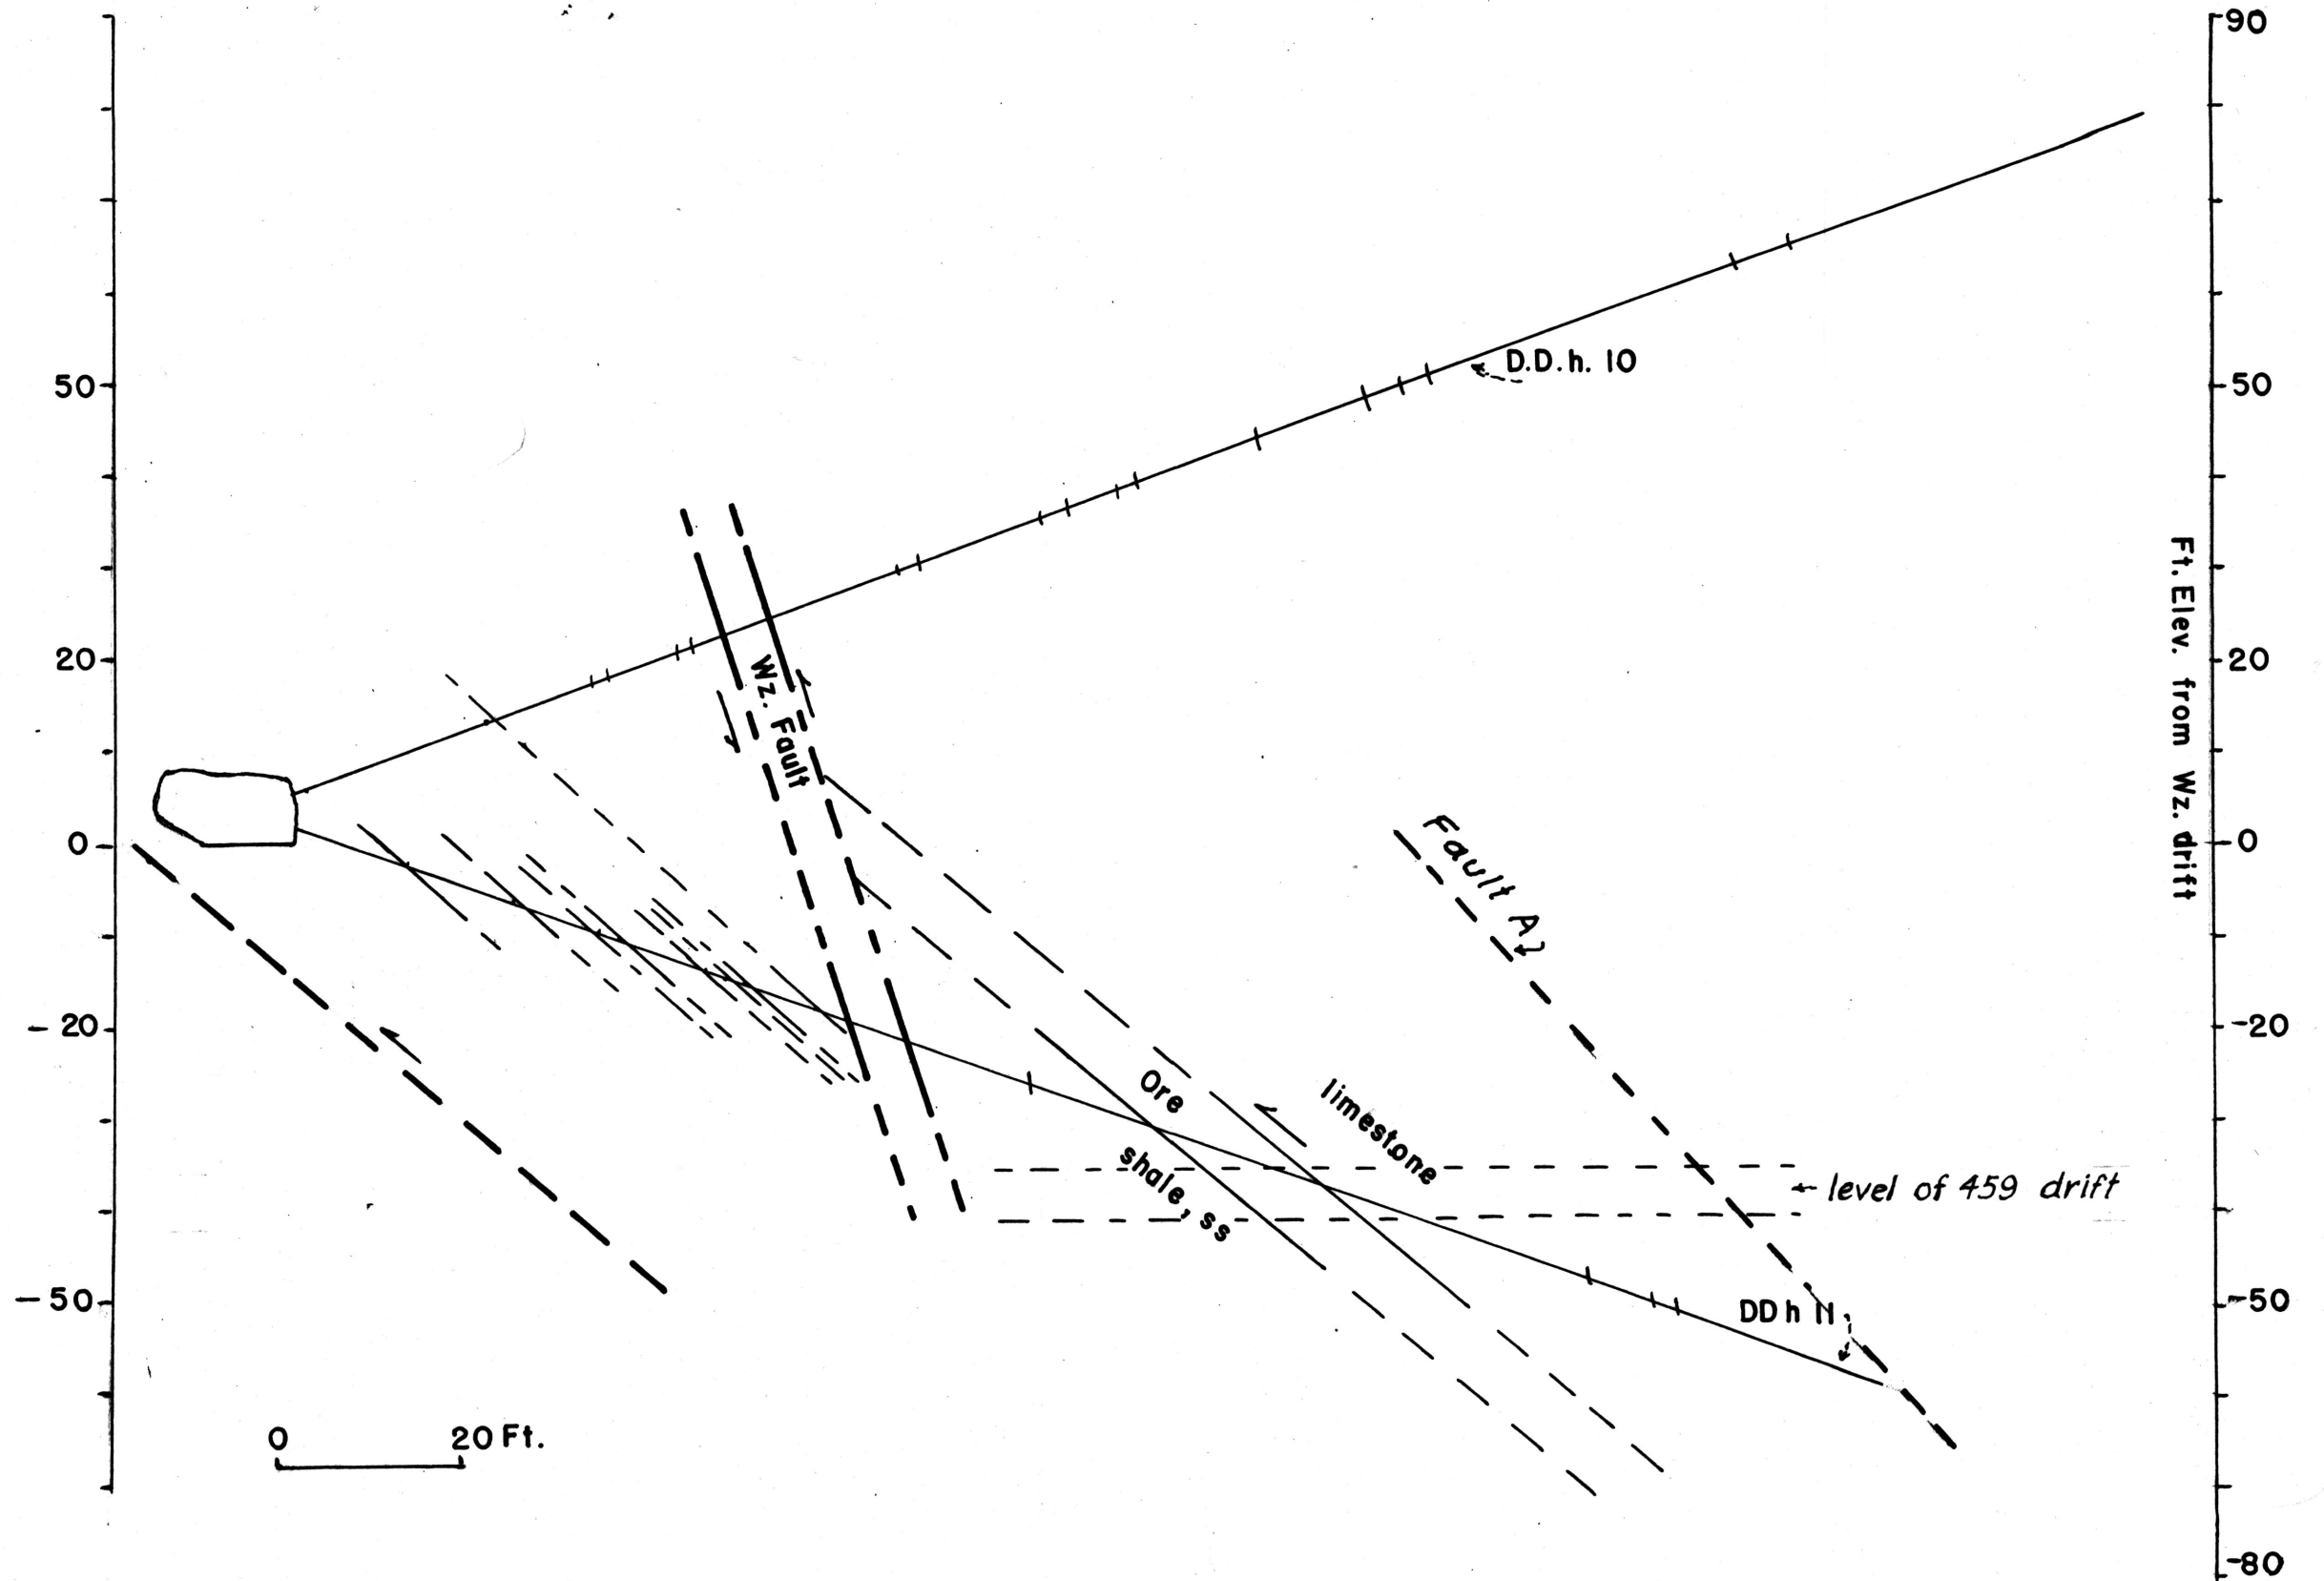 90
D.D.h. 10
50
50
20
20
Ft. Elev. from Wz. drift
Wz. Fault
0
0
Fault A
-20
-20
Ore
limestone
shale, ss
level of 459 drift
-50
-50
DDh 11
0 20 Ft.
-80